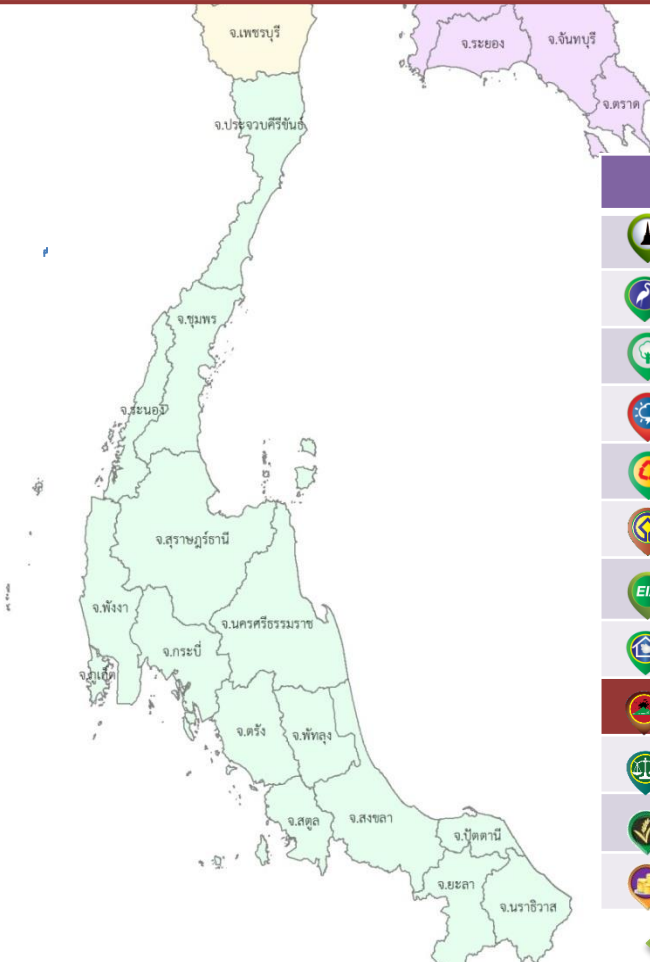 จ.เพชรบุรี
จ.ระยอง
จ.จันทบุรี
จ.ตราด
จ.ประจวบคีรีขันธ์
จ.ชุมพร
จ.ระนอง
จ.สุราษฎร์ธานี
จ.พังงา
จ.นครศรีธรรมราช
จ.กระบี่
จ.ภูเก็ต
จ.ตรัง
จ.พัทลุง
จ.สตูล
จ.สงขลา
จ.ปัตตานี
จ.ยะลา
จ.นราธิวาส